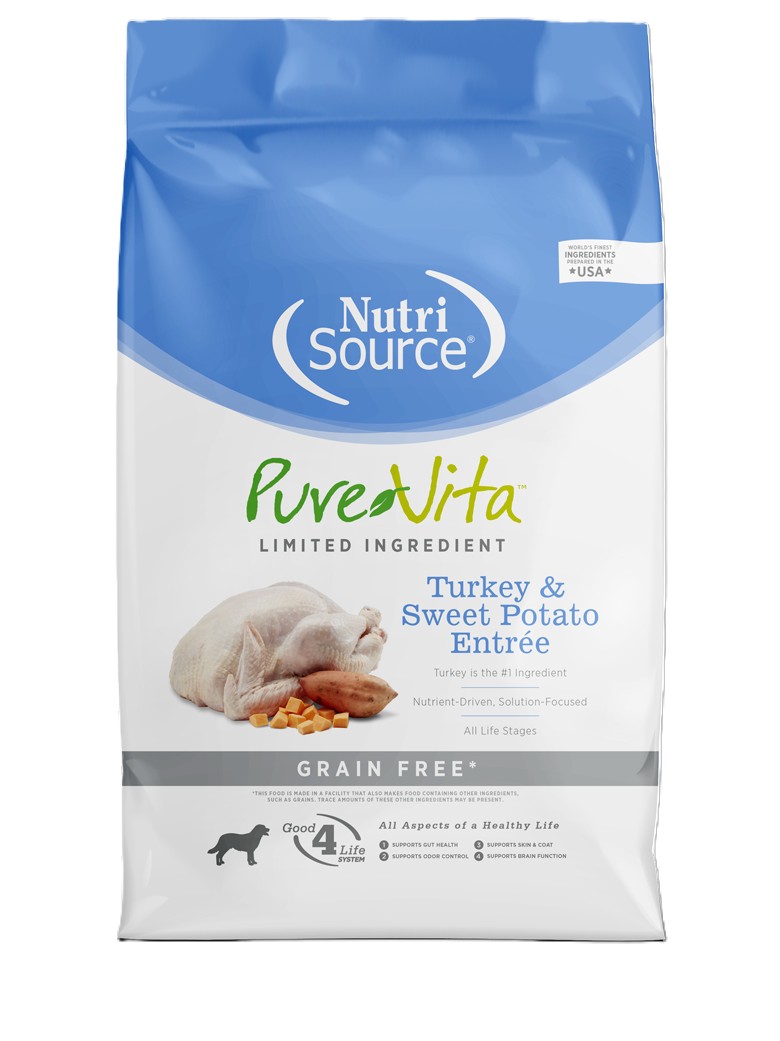 WORLD'S FINEST
INGREDIENTS
PREPARED IN THE
★USA★
Nutri
Source®
PureVita™
LIMITED INGREDIENT
Turkey &
Sweet Potato
Entrée
Turkey is the #1 Ingredient
Nutrient-Driven, Solution-Focused
All Life Stages
GRAIN FREE*
*THIS FOOD IS MADE IN A FACILITY THAT ALSO MAKES FOOD CONTAINING OTHER INGREDIENTS,
SUCH AS GRAINS. TRACE AMOUNTS OF THESE OTHER INGREDIENTS MAY BE PRESENT.
Good 4 Life
SYSTEM
All Aspects of a Healthy Life
1 SUPPORTS GUT HEALTH 3 SUPPORTS SKIN & COAT
2 SUPPORTS ODOR CONTROL 4 SUPPORTS BRAIN FUNCTION